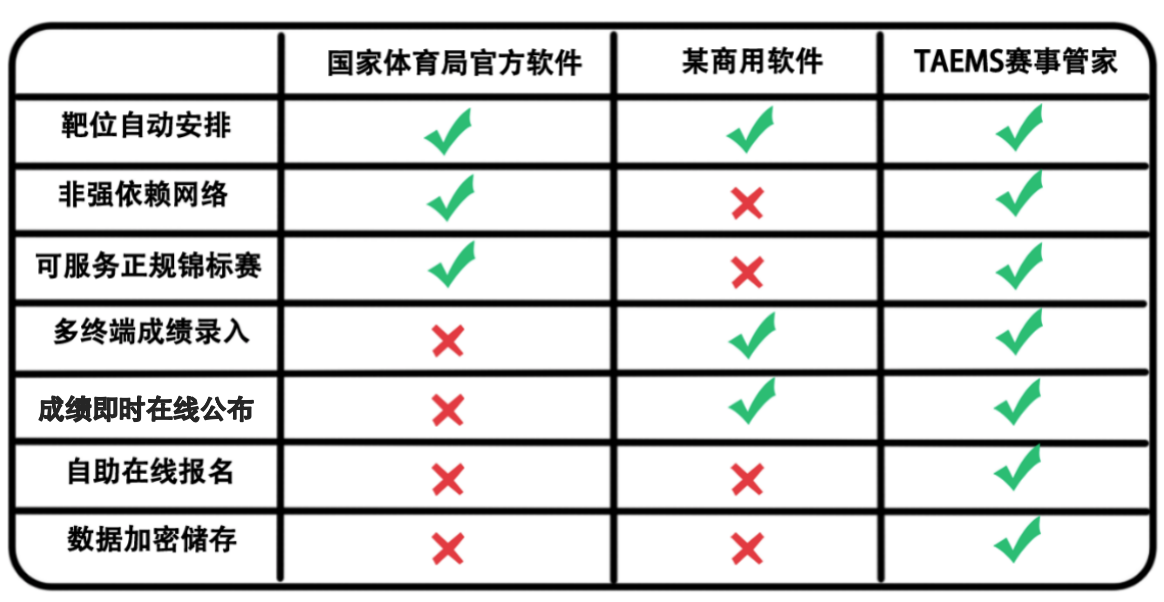 国家体育局官方软件 某商用软件 TAEMS赛事管家
靶位自动安排
非强依赖网络
可服务正规锦标赛
多终端成绩录入
成绩即时在线公布
自助在线报名
数据加密储存